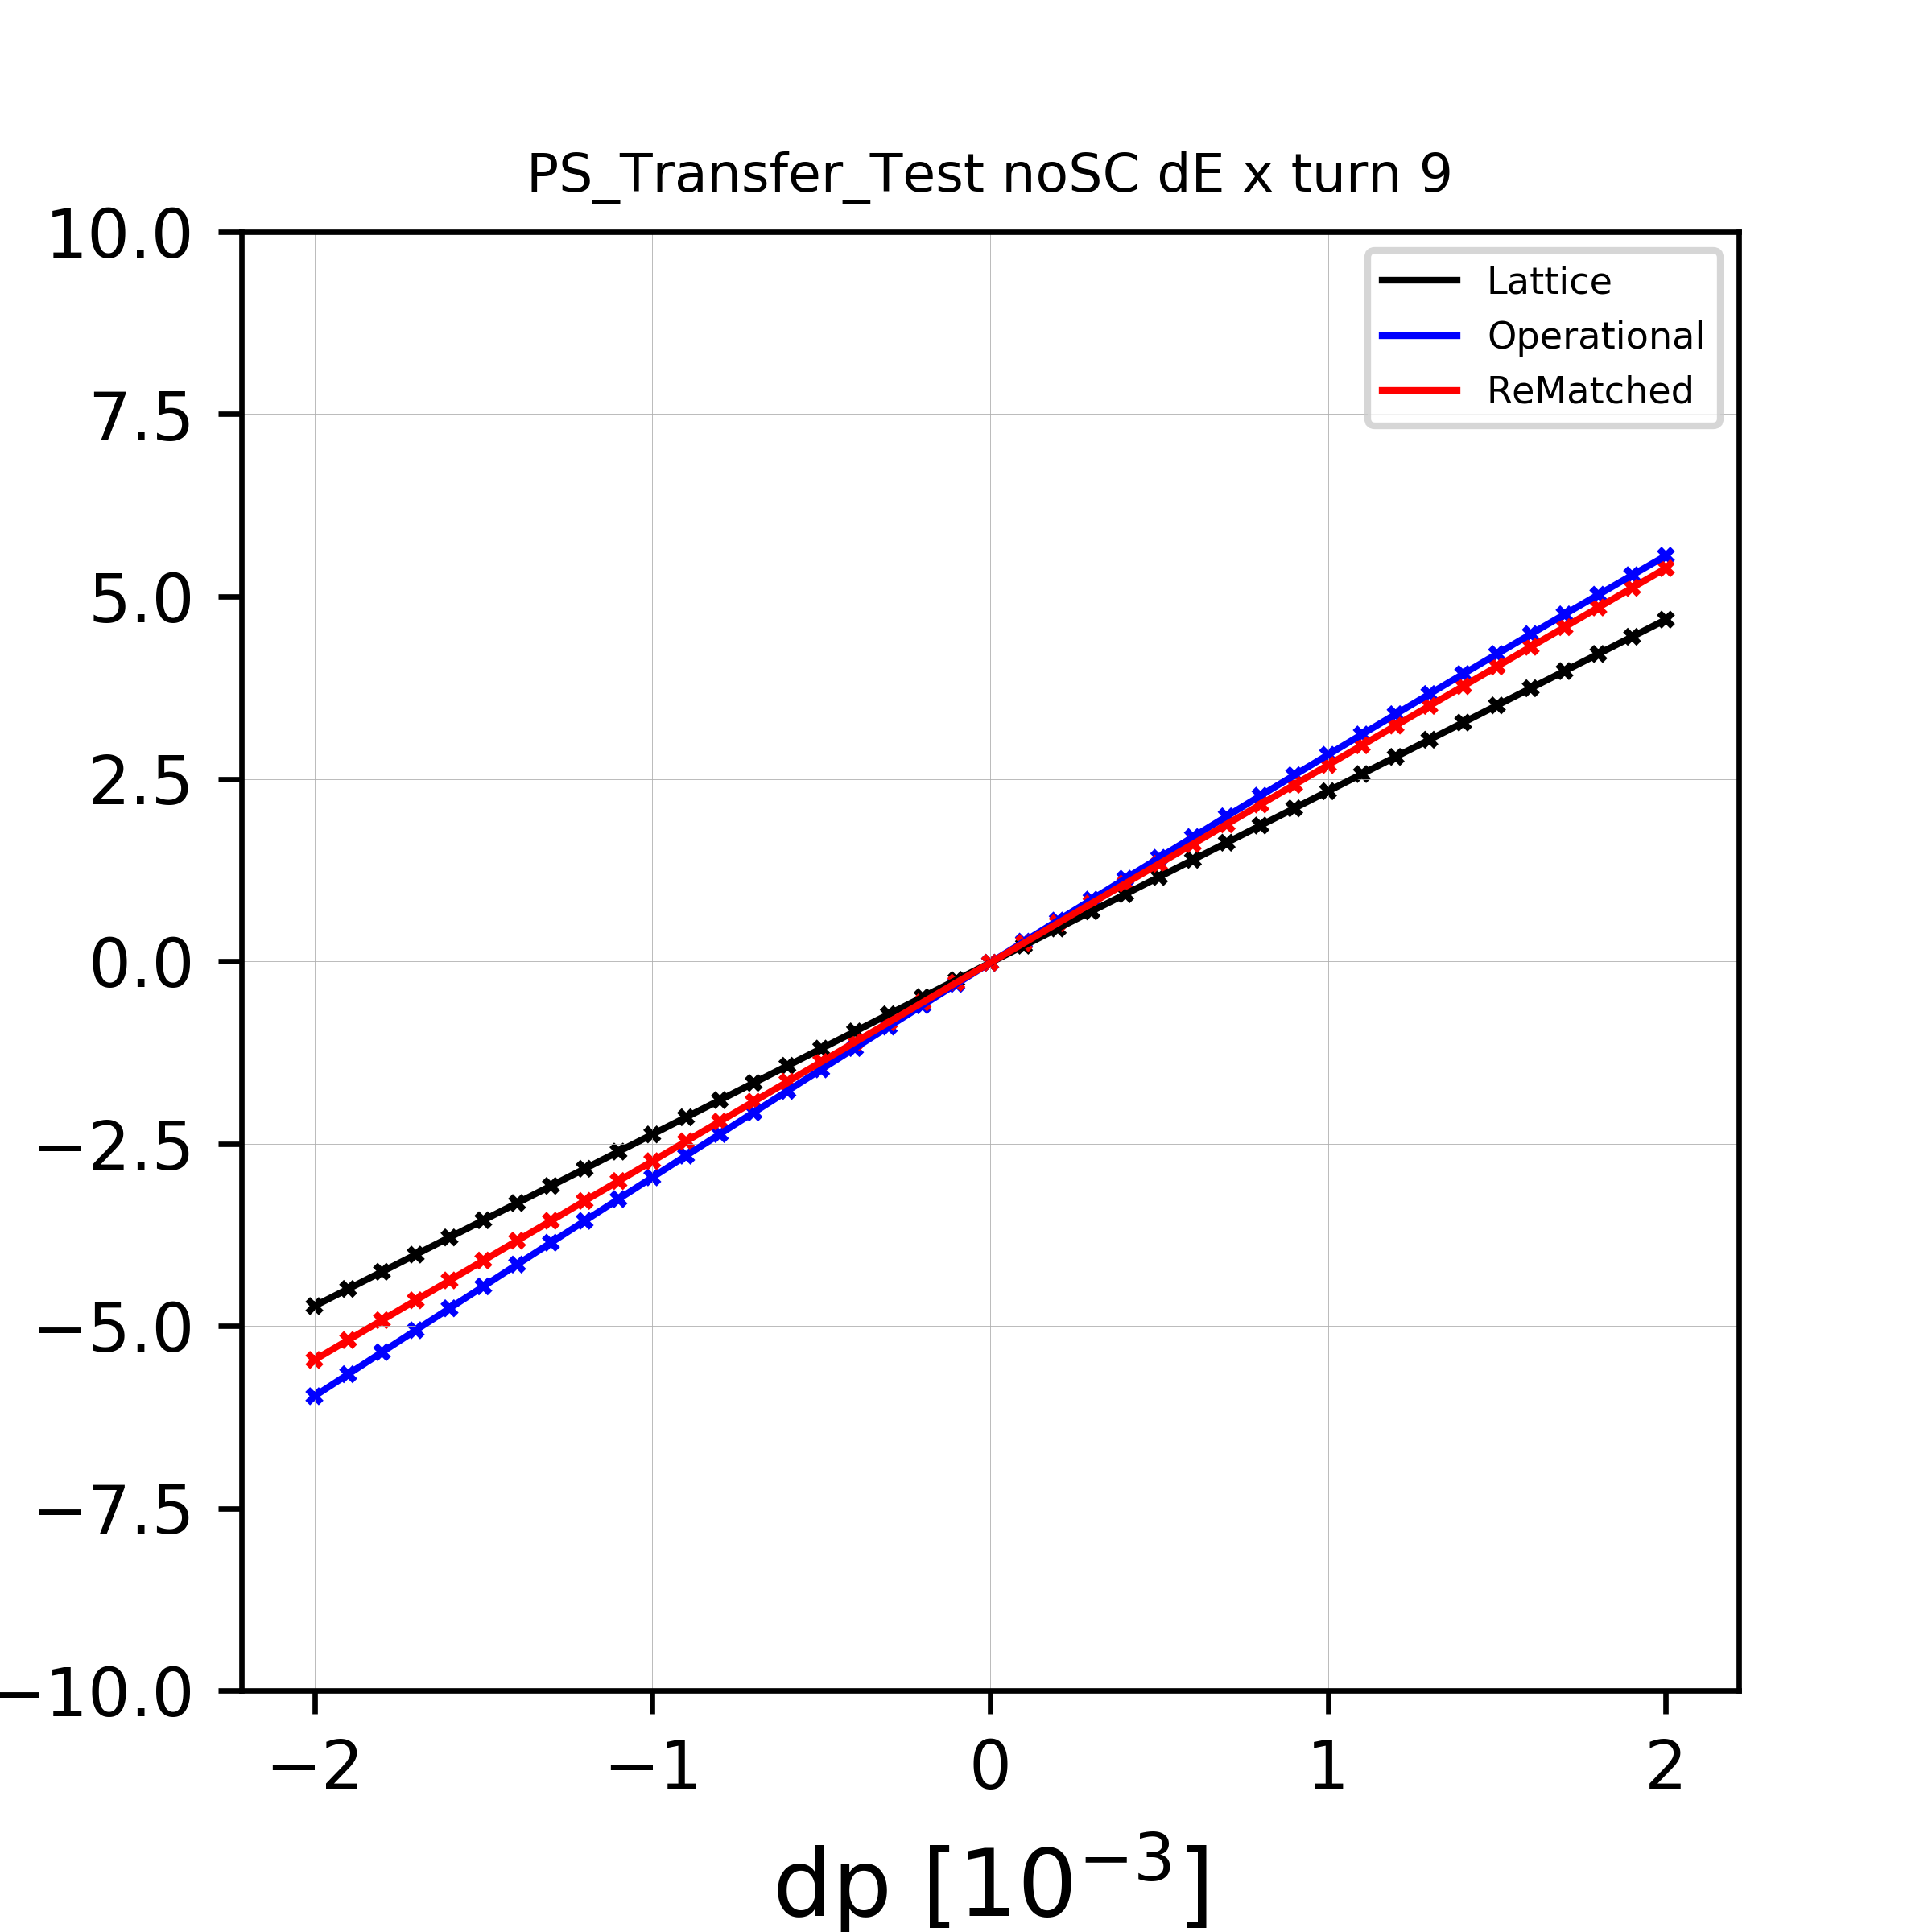 PS_Transfer_Test noSC dE x turn 9
10.0
7.5
5.0
2.5
0.0
−2.5
−5.0
−7.5
−10.0
Lattice
Operational
ReMatched
−2 −1 0 1 2
dp [10⁻³]